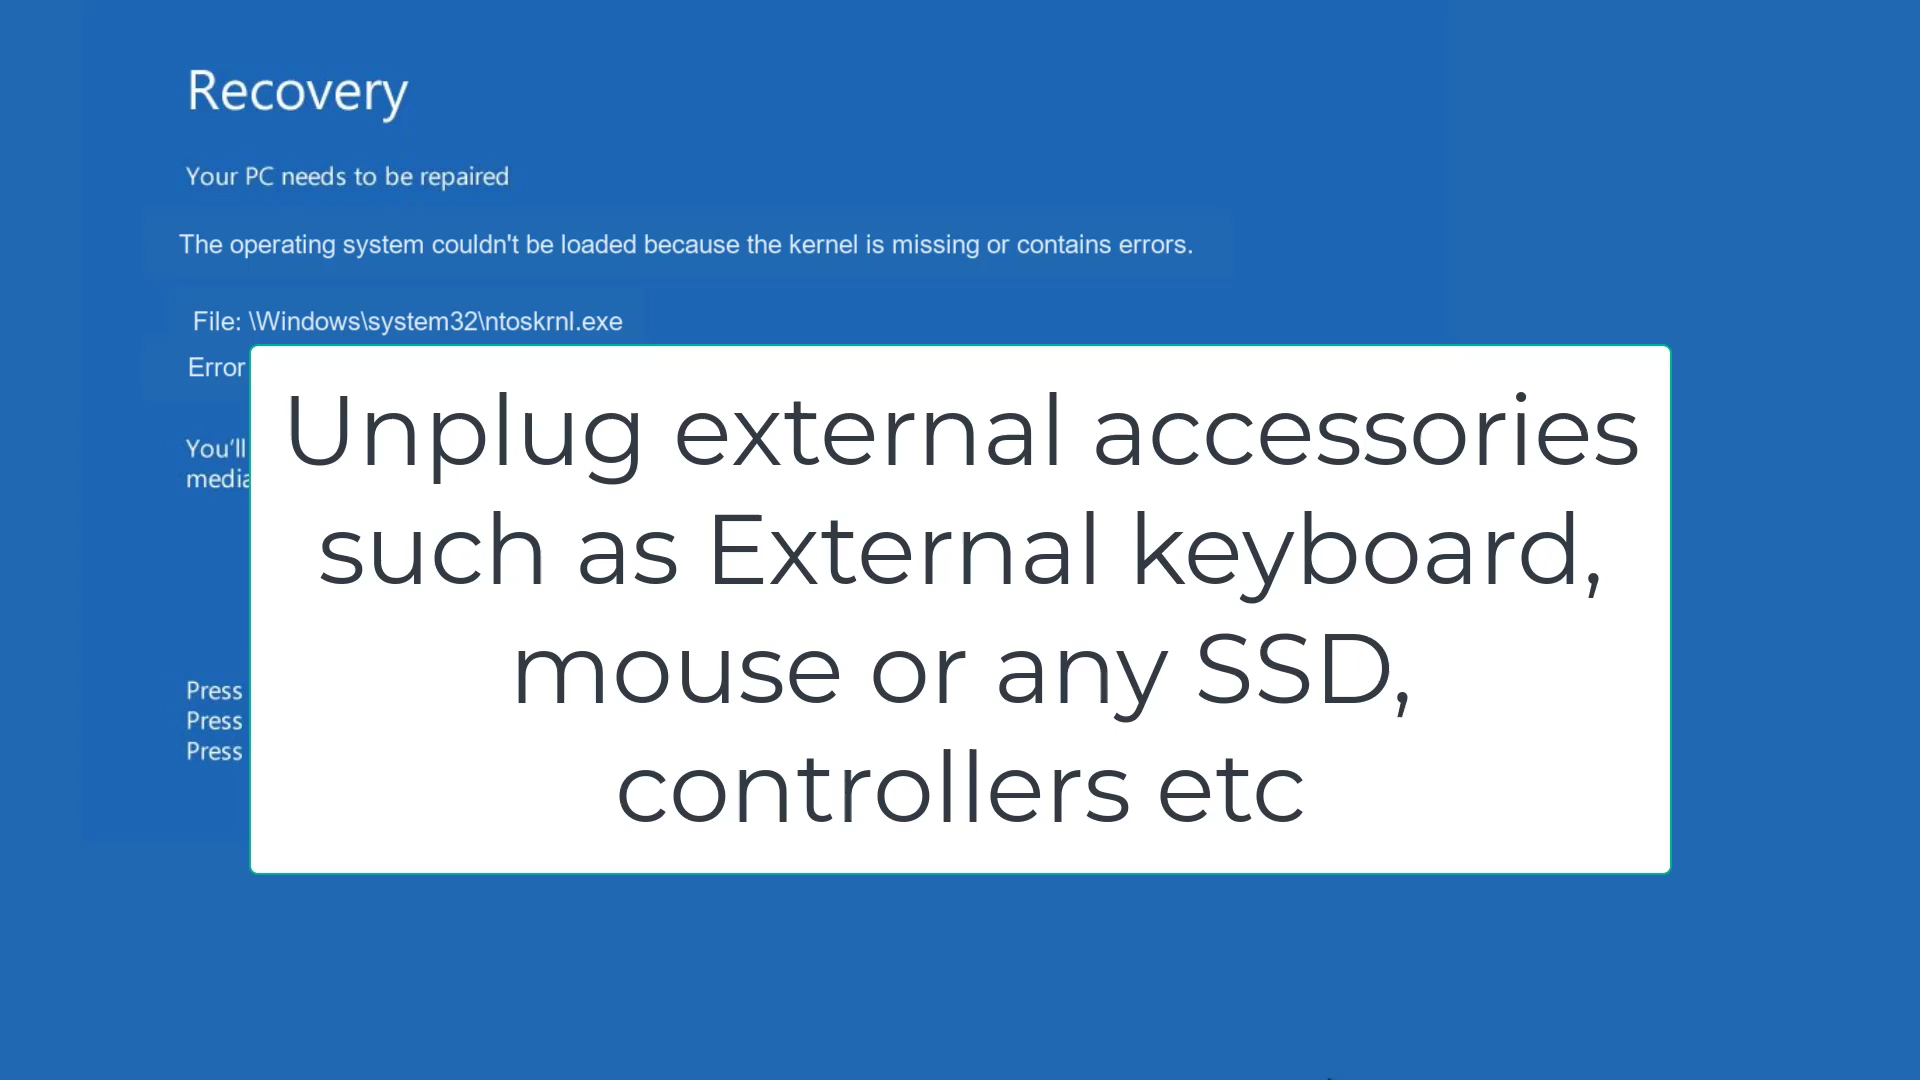 Recovery
Your PC needs to be repaired
The operating system couldn't be loaded because the kernel is missing or contains errors.
File: \Windows\system32\ntoskrnl.exe
Error
You'll
media
Press
Press
Press
Unplug external accessories
such as External keyboard,
mouse or any SSD,
controllers etc